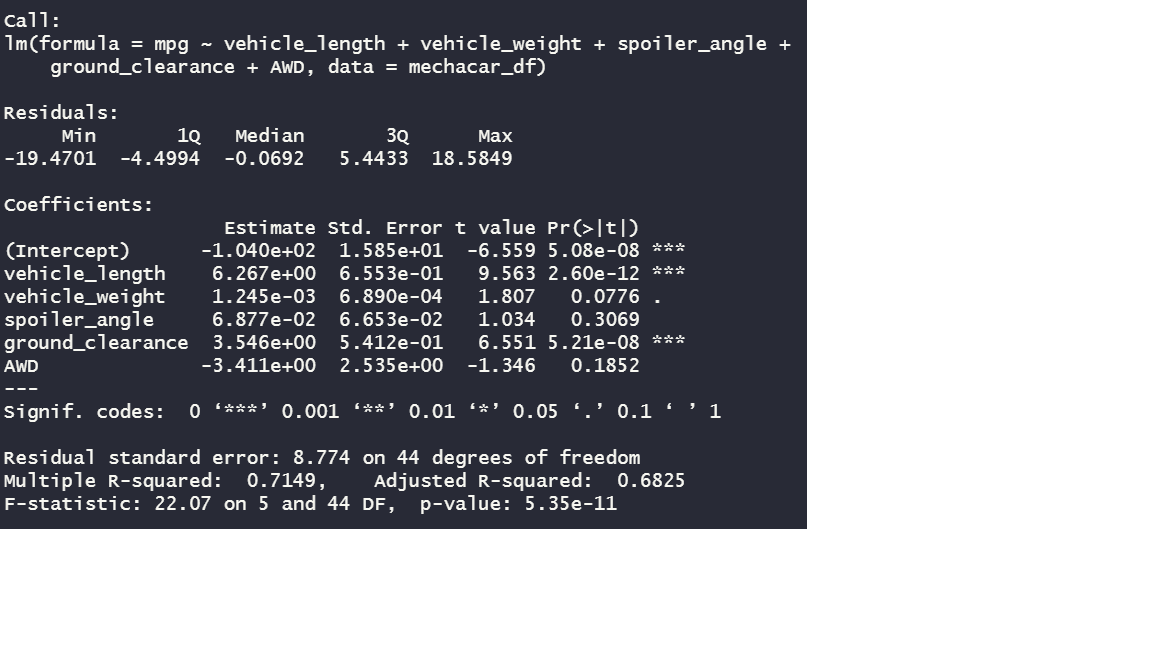 Call:
lm(formula = mpg ~ vehicle_length + vehicle_weight + spoiler_angle +
    ground_clearance + AWD, data = mechacar_df)

Residuals:
     Min       1Q   Median       3Q      Max
-19.4701  -4.4994  -0.0692   5.4433  18.5849

Coefficients:
                   Estimate Std. Error t value Pr(>|t|)
(Intercept)      -1.040e+02  1.585e+01  -6.559 5.08e-08 ***
vehicle_length    6.267e+00  6.553e-01   9.563 2.60e-12 ***
vehicle_weight    1.245e-03  6.890e-04   1.807   0.0776 .
spoiler_angle     6.877e-02  6.653e-02   1.034   0.3069
ground_clearance  3.546e+00  5.412e-01   6.551 5.21e-08 ***
AWD              -3.411e+00  2.535e+00  -1.346   0.1852
---
Signif. codes:  0 ‘***’ 0.001 ‘**’ 0.01 ‘*’ 0.05 ‘.’ 0.1 ‘ ’ 1

Residual standard error: 8.774 on 44 degrees of freedom
Multiple R-squared:  0.7149,    Adjusted R-squared:  0.6825
F-statistic: 22.07 on 5 and 44 DF,  p-value: 5.35e-11